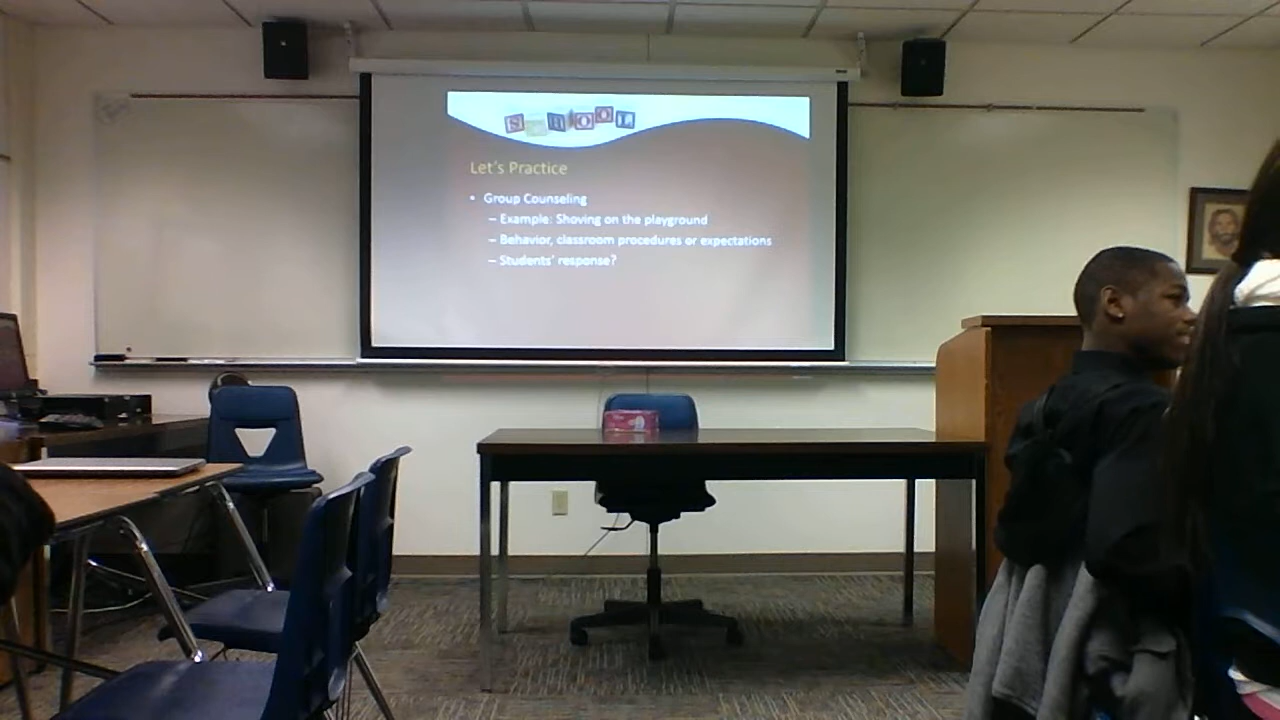 SCHOOL
Let's Practice
• Group Counseling
– Example: Shoving on the playground
– Behavior, classroom procedures or expectations
– Students' response?